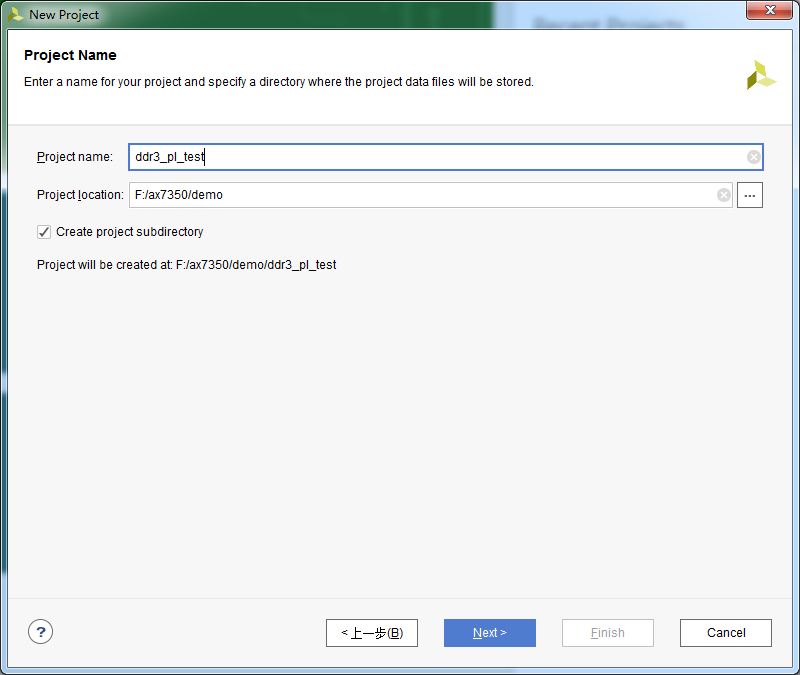 New Project
Recent Projects
Project Name
Enter a name for your project and specify a directory where the project data files will be stored.
Project name: ddr3_pl_test
Project location: F:/ax7350/demo ...
Create project subdirectory
Project will be created at: F:/ax7350/demo/ddr3_pl_test
? < 上一步(B) Next > Finish Cancel